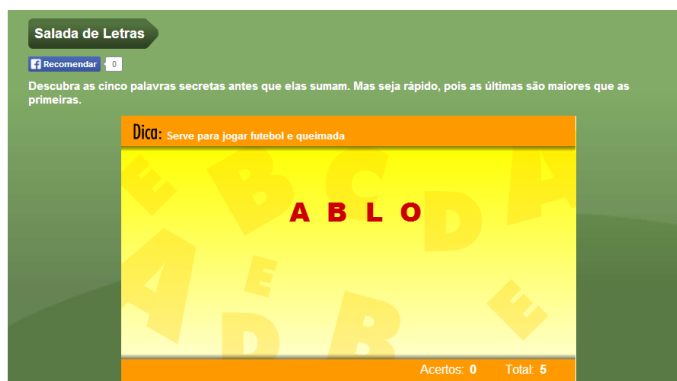 Salada de Letras
Recomendar 0
Descubra as cinco palavras secretas antes que elas sumam. Mas seja rápido, pois as últimas são maiores que as
primeiras.
Dica: Serve para jogar futebol e queimada
A B L O
Acertos: 0 Total: 5